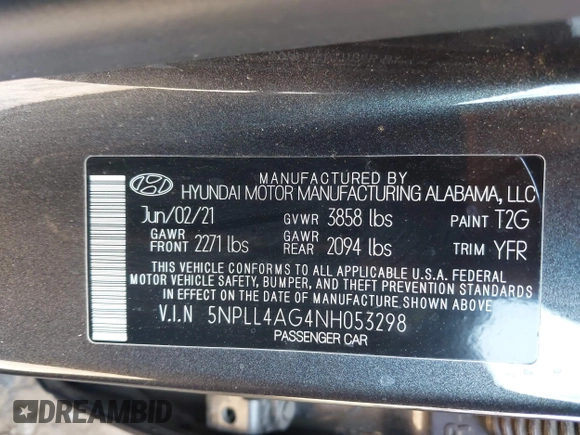 MANUFACTURED BY
HYUNDAI MOTOR MANUFACTURING ALABAMA, LLC
Jun/02/21 GVWR 3858 lbs PAINT T2G
GAWR FRONT 2271 lbs GAWR REAR 2094 lbs TRIM YFR
THIS VEHICLE CONFORMS TO ALL APPLICABLE U.S.A. FEDERAL
MOTOR VEHICLE SAFETY, BUMPER, AND THEFT PREVENTION STANDARDS
IN EFFECT ON THE DATE OF MANUFACTURE SHOWN ABOVE.
V.I.N 5NPLL4AG4NH053298
PASSENGER CAR
DREAMBID